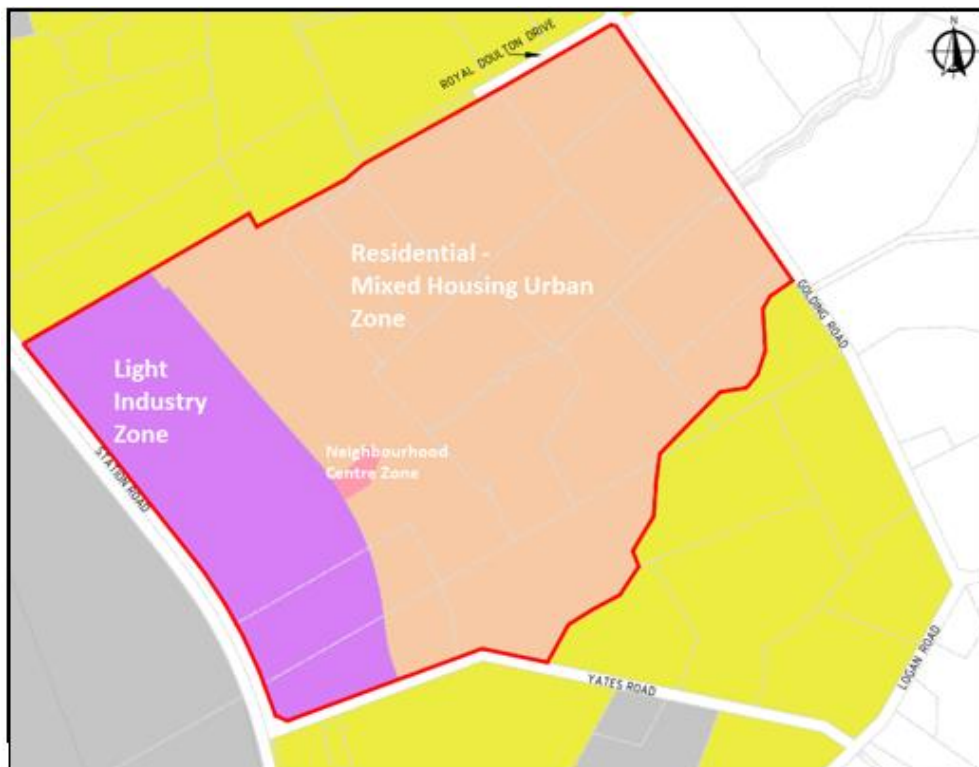 N
ROYAL DOULTON DRIVE
Residential -
Mixed Housing Urban
Zone
GOLDING ROAD
Light
Industry
Zone
Neighbourhood
Centre Zone
STATION ROAD
YATES ROAD
LOGAN ROAD